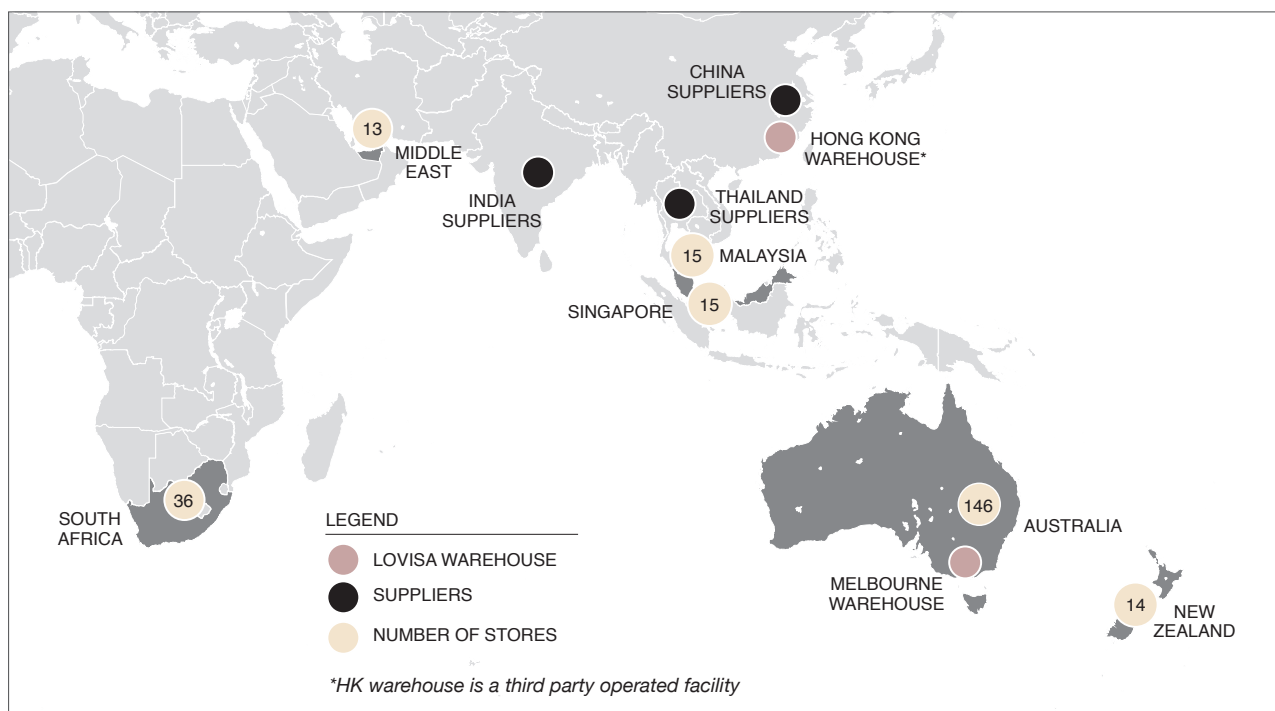 CHINA
SUPPLIERS
13
MIDDLE
EAST
HONG KONG
WAREHOUSE*
INDIA
SUPPLIERS
THAILAND
SUPPLIERS
15
MALAYSIA
SINGAPORE
15
36
SOUTH
AFRICA
146
AUSTRALIA
MELBOURNE
WAREHOUSE
14
NEW
ZEALAND
LEGEND
LOVISA WAREHOUSE
SUPPLIERS
NUMBER OF STORES
*HK warehouse is a third party operated facility